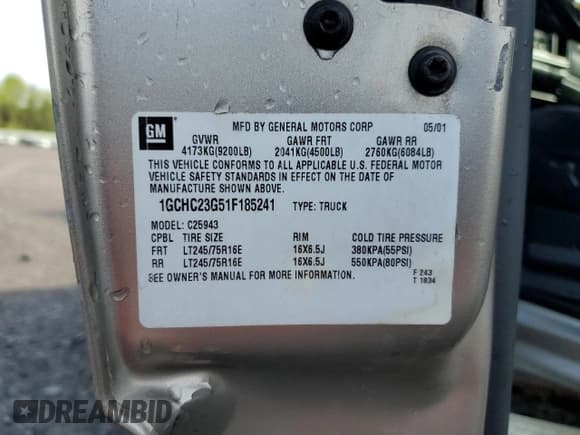 GM
MFD BY GENERAL MOTORS CORP 05/01
GVWR GAWR FRT GAWR RR
4173KG(9200LB) 2041KG(4500LB) 2760KG(6084LB)
THIS VEHICLE CONFORMS TO ALL APPLICABLE U.S. FEDERAL MOTOR
VEHICLE SAFETY STANDARDS IN EFFECT ON THE DATE OF
MANUFACTURE SHOWN ABOVE.
1GCHC23G51F185241 TYPE: TRUCK
MODEL: C25943
CPBL TIRE SIZE RIM COLD TIRE PRESSURE
FRT LT245/75R16E 16X6.5J 380KPA(55PSI)
RR LT245/75R16E 16X6.5J 550KPA(80PSI)
SEE OWNER'S MANUAL FOR MORE INFORMATION.
F 243
T 1834
DREAMBID